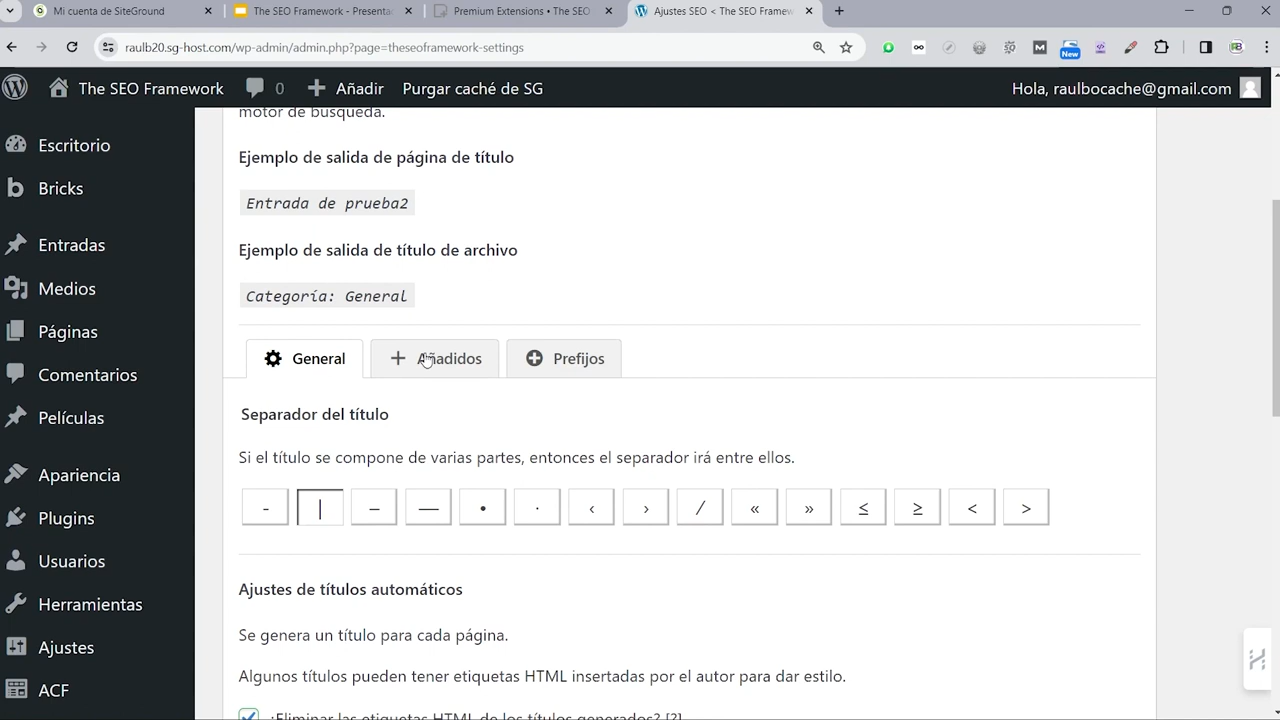 Mi cuenta de SiteGround
The SEO Framework - Presenta
Premium Extensions • The SEO
Ajustes SEO < The SEO Framew
raulb20.sg-host.com/wp-admin/admin.php?page=theseoframework-settings
New
The SEO Framework
0
Añadir
Purgar caché de SG
Hola, raulbocache@gmail.com
Escritorio
Bricks
Entradas
Medios
Páginas
Comentarios
Películas
Apariencia
Plugins
Usuarios
Herramientas
Ajustes
ACF
motor de búsqueda.
Ejemplo de salida de página de título
Entrada de prueba2
Ejemplo de salida de título de archivo
Categoría: General
General
Añadidos
Prefijos
Separador del título
Si el título se compone de varias partes, entonces el separador irá entre ellos.
- | – — • · ‹ › / « » ≤ ≥ < >
Ajustes de títulos automáticos
Se genera un título para cada página.
Algunos títulos pueden tener etiquetas HTML insertadas por el autor para dar estilo.
¿Eliminar las etiquetas HTML de los títulos generados? [?]